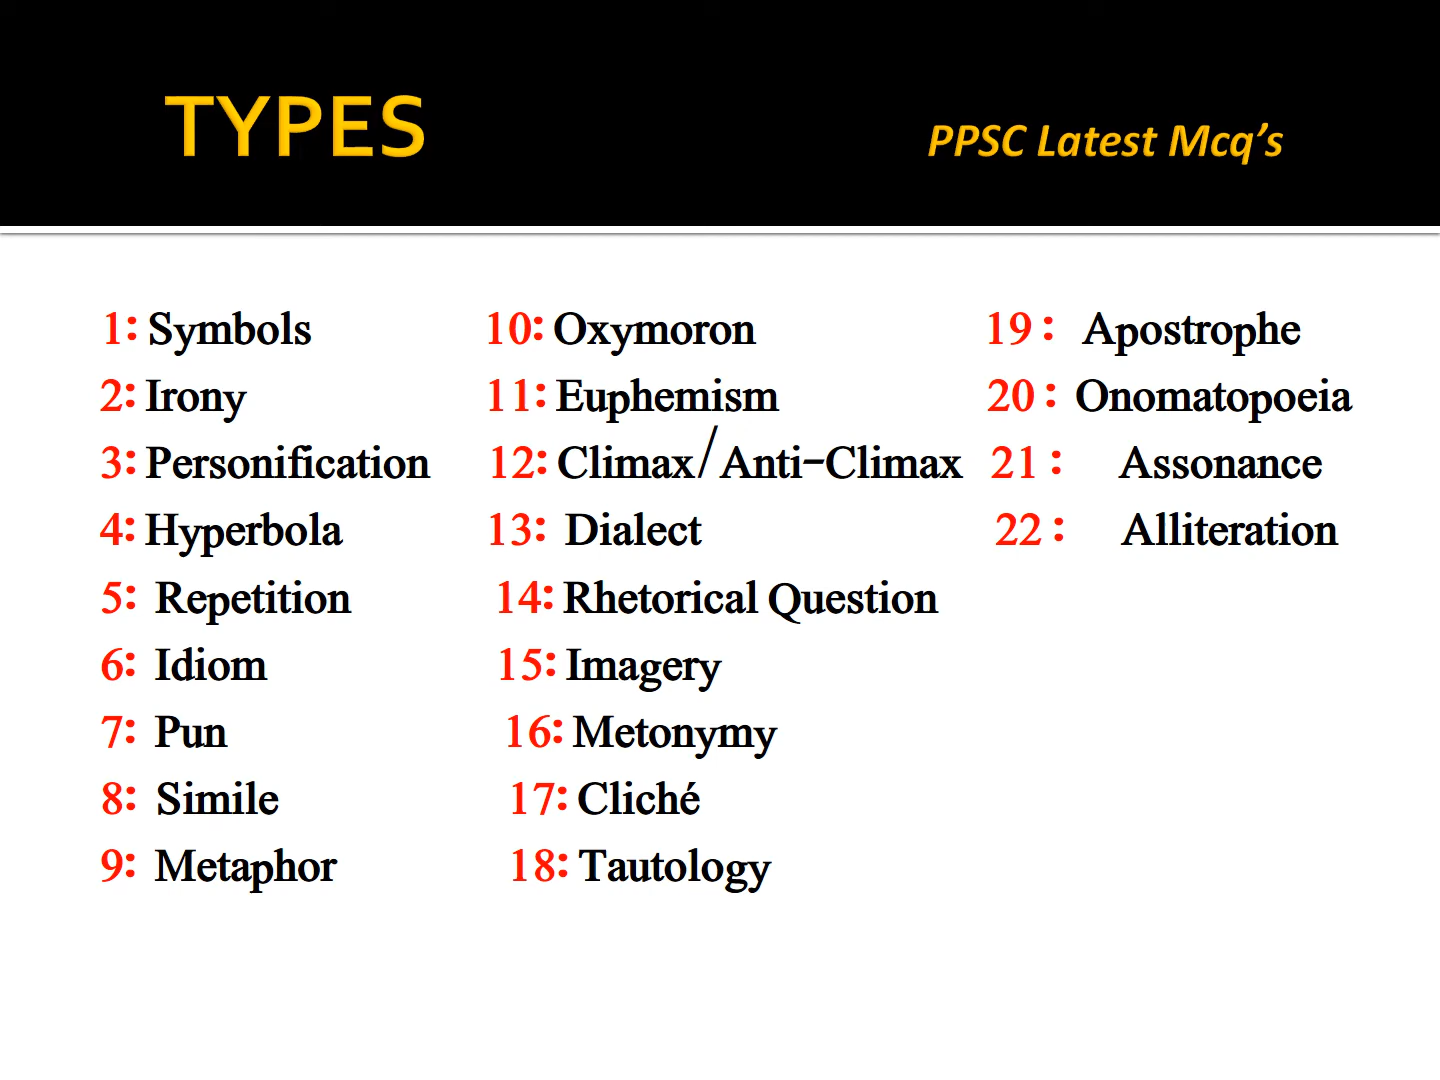 TYPES
PPSC Latest Mcq’s
1: Symbols
2: Irony
3: Personification
4: Hyperbola
5: Repetition
6: Idiom
7: Pun
8: Simile
9: Metaphor
10: Oxymoron
11: Euphemism
12: Climax/Anti-Climax
13: Dialect
14: Rhetorical Question
15: Imagery
16: Metonymy
17: Cliché
18: Tautology
19 : Apostrophe
20 : Onomatopoeia
21 : Assonance
22 : Alliteration